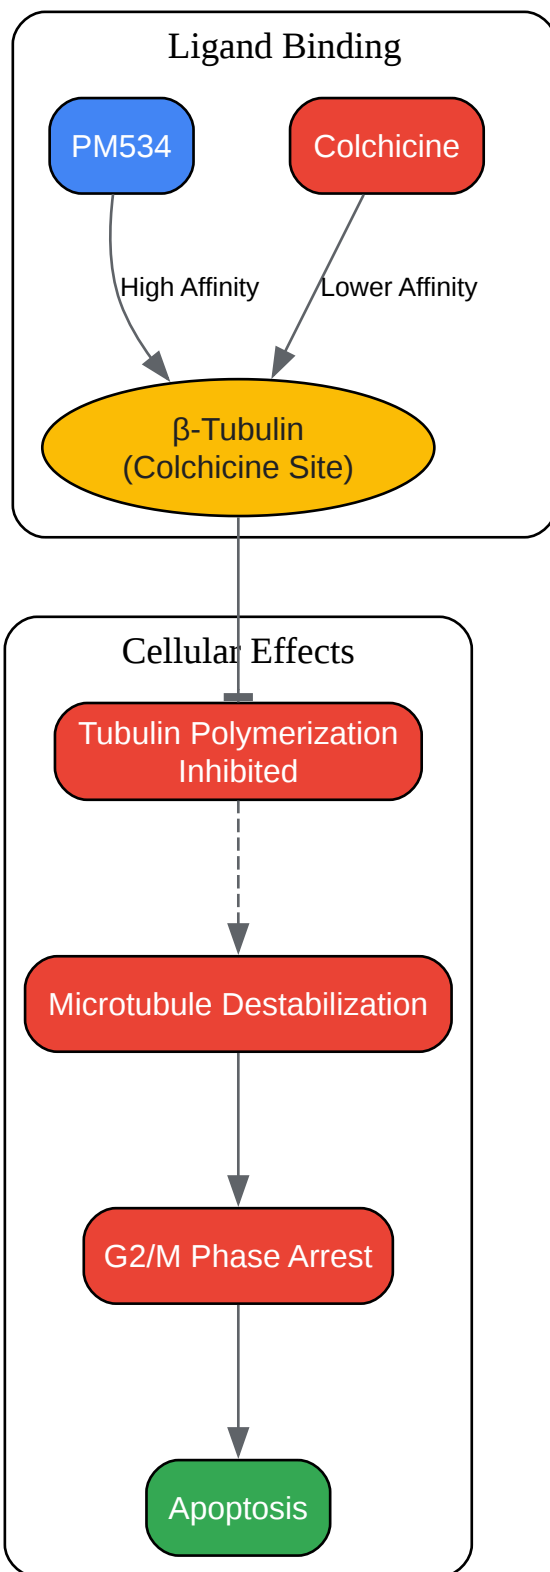 Ligand Binding
PM534
Colchicine
High Affinity
Lower Affinity
β-Tubulin
(Colchicine Site)
Cellular Effects
Tubulin Polymerization
Inhibited
Microtubule Destabilization
G2/M Phase Arrest
Apoptosis